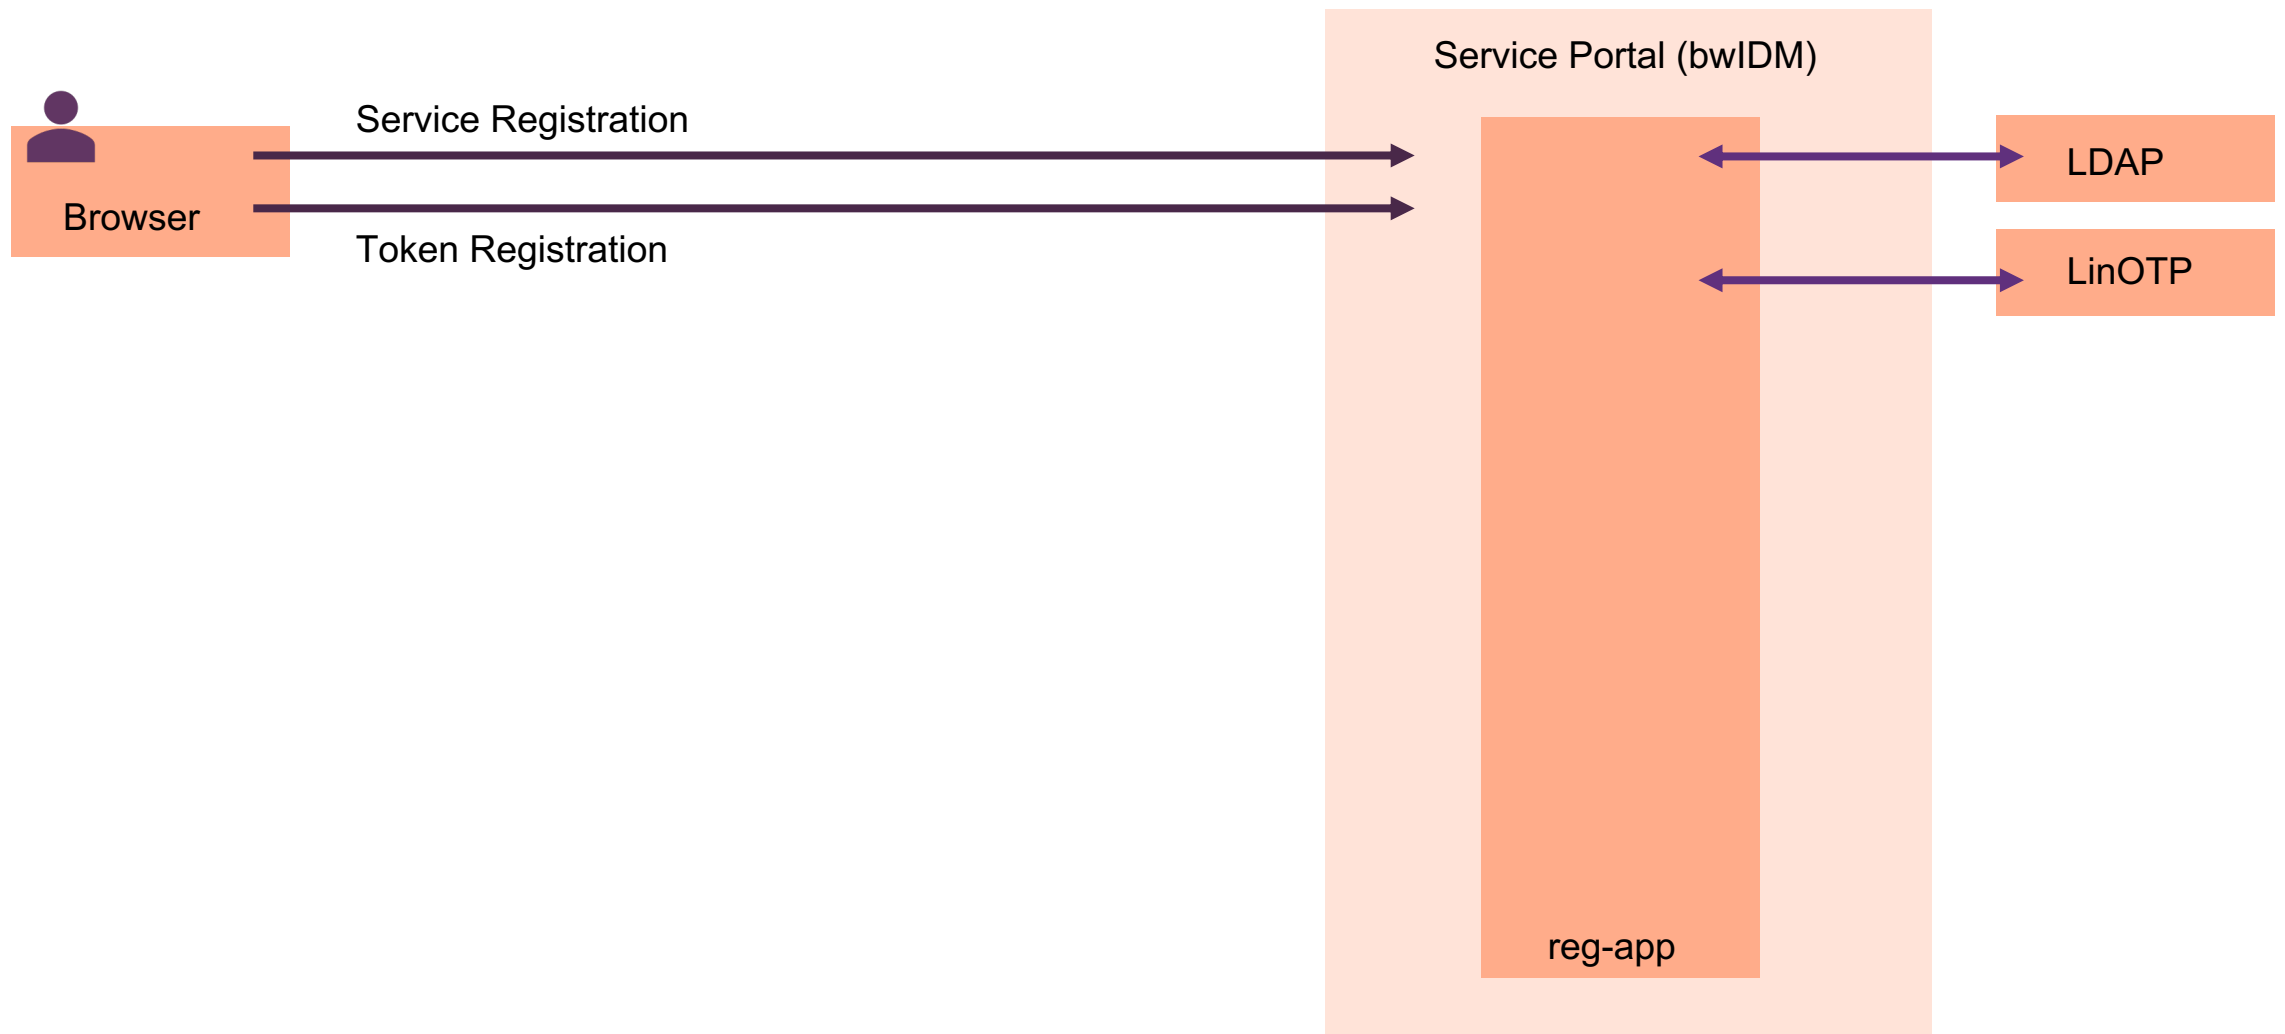 Service Portal (bwIDM)
Service Registration
LDAP
Browser
Token Registration
LinOTP
reg-app